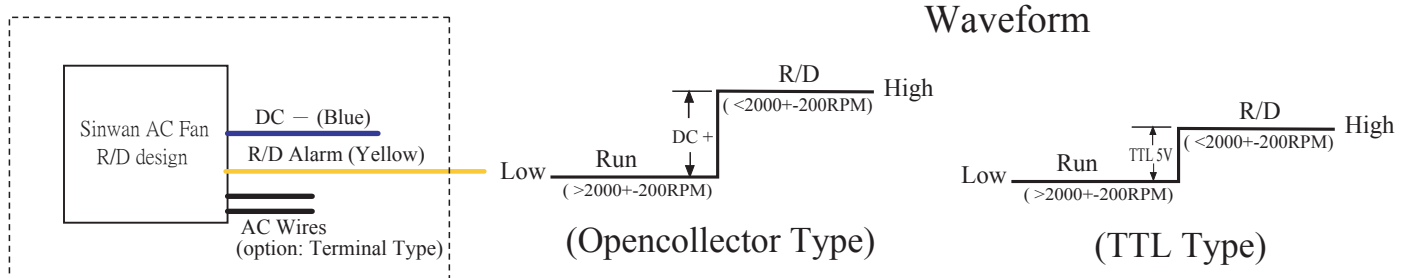 Waveform
Sinwan AC Fan
R/D design
DC － (Blue)
R/D Alarm (Yellow)
AC Wires
(option: Terminal Type)
R/D
High
( <2000+-200RPM)
DC +
Low
Run
( >2000+-200RPM)
(Opencollector Type)
R/D
High
( <2000+-200RPM)
TTL 5V
Low
Run
( >2000+-200RPM)
(TTL Type)